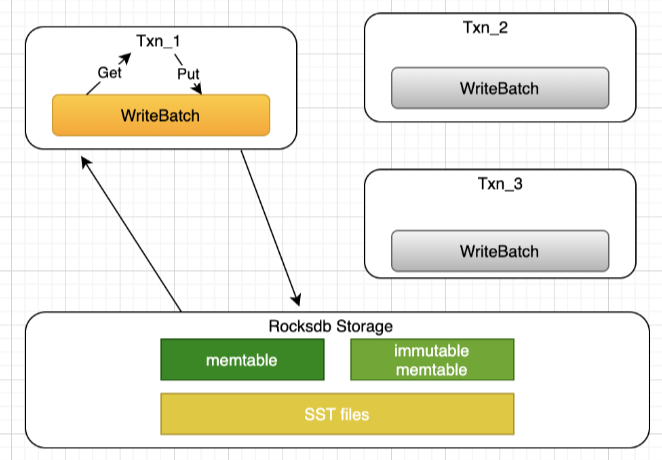 Txn_1
Get
Put
WriteBatch
Txn_2
WriteBatch
Txn_3
WriteBatch
Rocksdb Storage
memtable
immutable
memtable
SST files